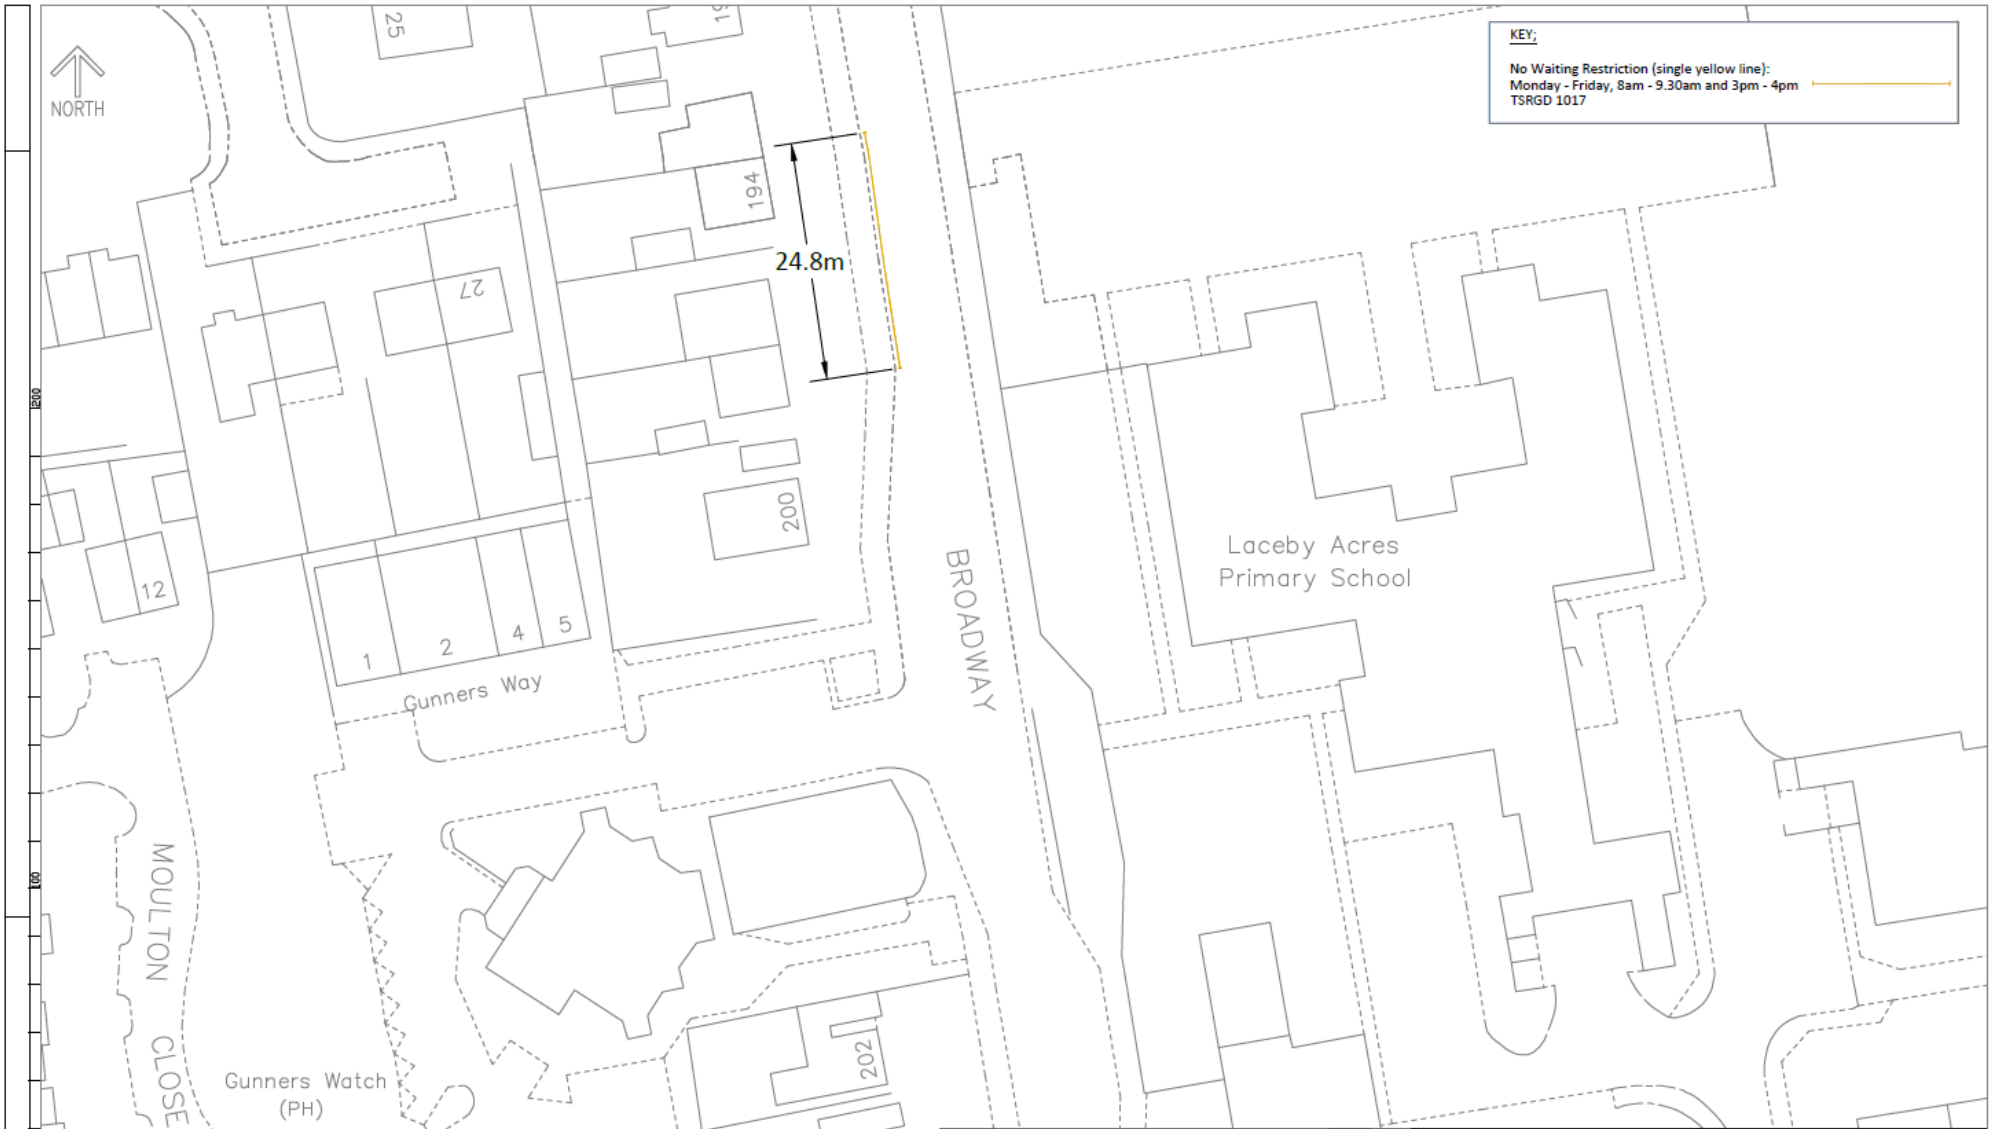 KEY;
No Waiting Restriction (single yellow line):
Monday - Friday, 8am - 9.30am and 3pm - 4pm
TSRGD 1017
NORTH
25
194
24.8m
27
200
200
12
1
2
4
5
Gunners Way
BROADWAY
Laceby Acres
Primary School
100
MOULTON CLOSE
Gunners Watch
(PH)
202